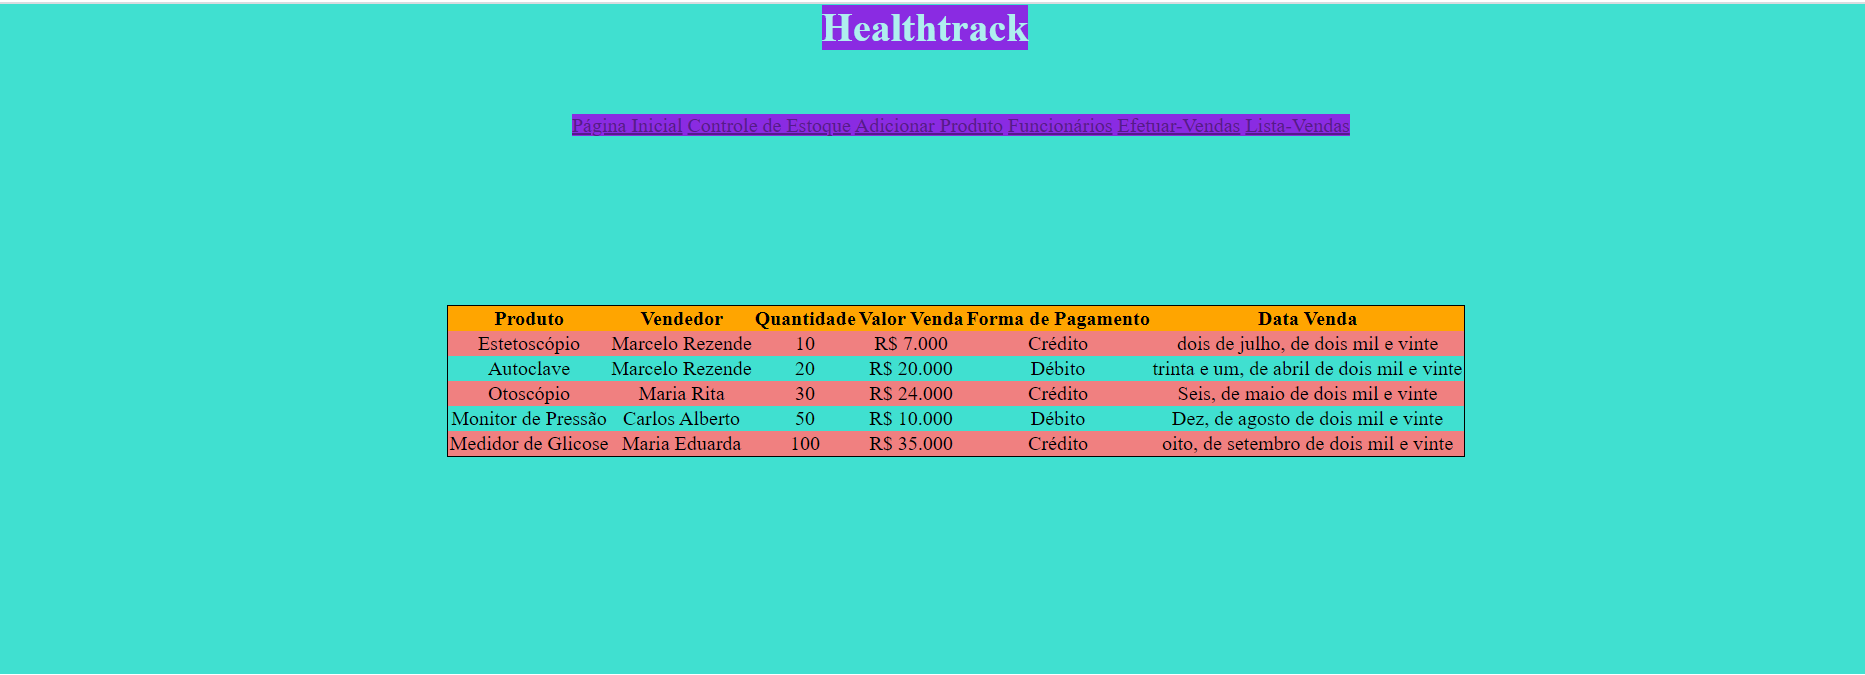 Healthtrack
Página Inicial Controle de Estoque Adicionar Produto Funcionários Efetuar-Vendas Lista-Vendas
Produto Vendedor Quantidade Valor Venda Forma de Pagamento Data Venda
Estetoscópio Marcelo Rezende 10 R$ 7.000 Crédito dois de julho, de dois mil e vinte
Autoclave Marcelo Rezende 20 R$ 20.000 Débito trinta e um, de abril de dois mil e vinte
Otoscópio Maria Rita 30 R$ 24.000 Crédito Seis, de maio de dois mil e vinte
Monitor de Pressão Carlos Alberto 50 R$ 10.000 Débito Dez, de agosto de dois mil e vinte
Medidor de Glicose Maria Eduarda 100 R$ 35.000 Crédito oito, de setembro de dois mil e vinte